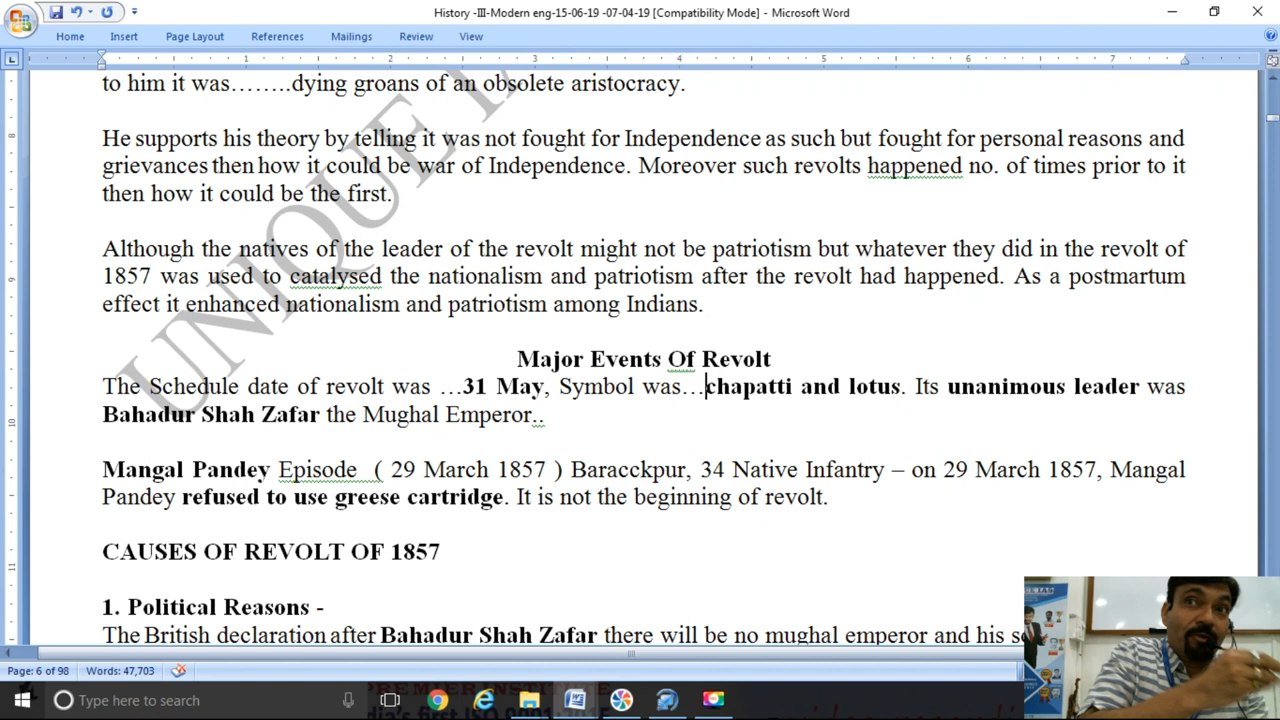 History -III-Modern eng-15-06-19 -07-04-19 [Compatibility Mode] - Microsoft Word
Home Insert Page Layout References Mailings Review View
1 2 3 4 5 6 7
to him it was……..dying groans of an obsolete aristocracy.
He supports his theory by telling it was not fought for Independence as such but fought for personal reasons and
grievances then how it could be war of Independence. Moreover such revolts happened no. of times prior to it
then how it could be the first.
Although the natives of the leader of the revolt might not be patriotism but whatever they did in the revolt of
1857 was used to catalysed the nationalism and patriotism after the revolt had happened. As a postmartum
effect it enhanced nationalism and patriotism among Indians.
Major Events Of Revolt
The Schedule date of revolt was …31 May, Symbol was…chapatti and lotus. Its unanimous leader was
Bahadur Shah Zafar the Mughal Emperor..
Mangal Pandey Episode ( 29 March 1857 ) Baracckpur, 34 Native Infantry – on 29 March 1857, Mangal
Pandey refused to use greese cartridge. It is not the beginning of revolt.
CAUSES OF REVOLT OF 1857
1. Political Reasons -
The British declaration after Bahadur Shah Zafar there will be no mughal emperor and his
UNIQUE
8
9
10
11
Page: 6 of 98 Words: 47,703
Type here to search